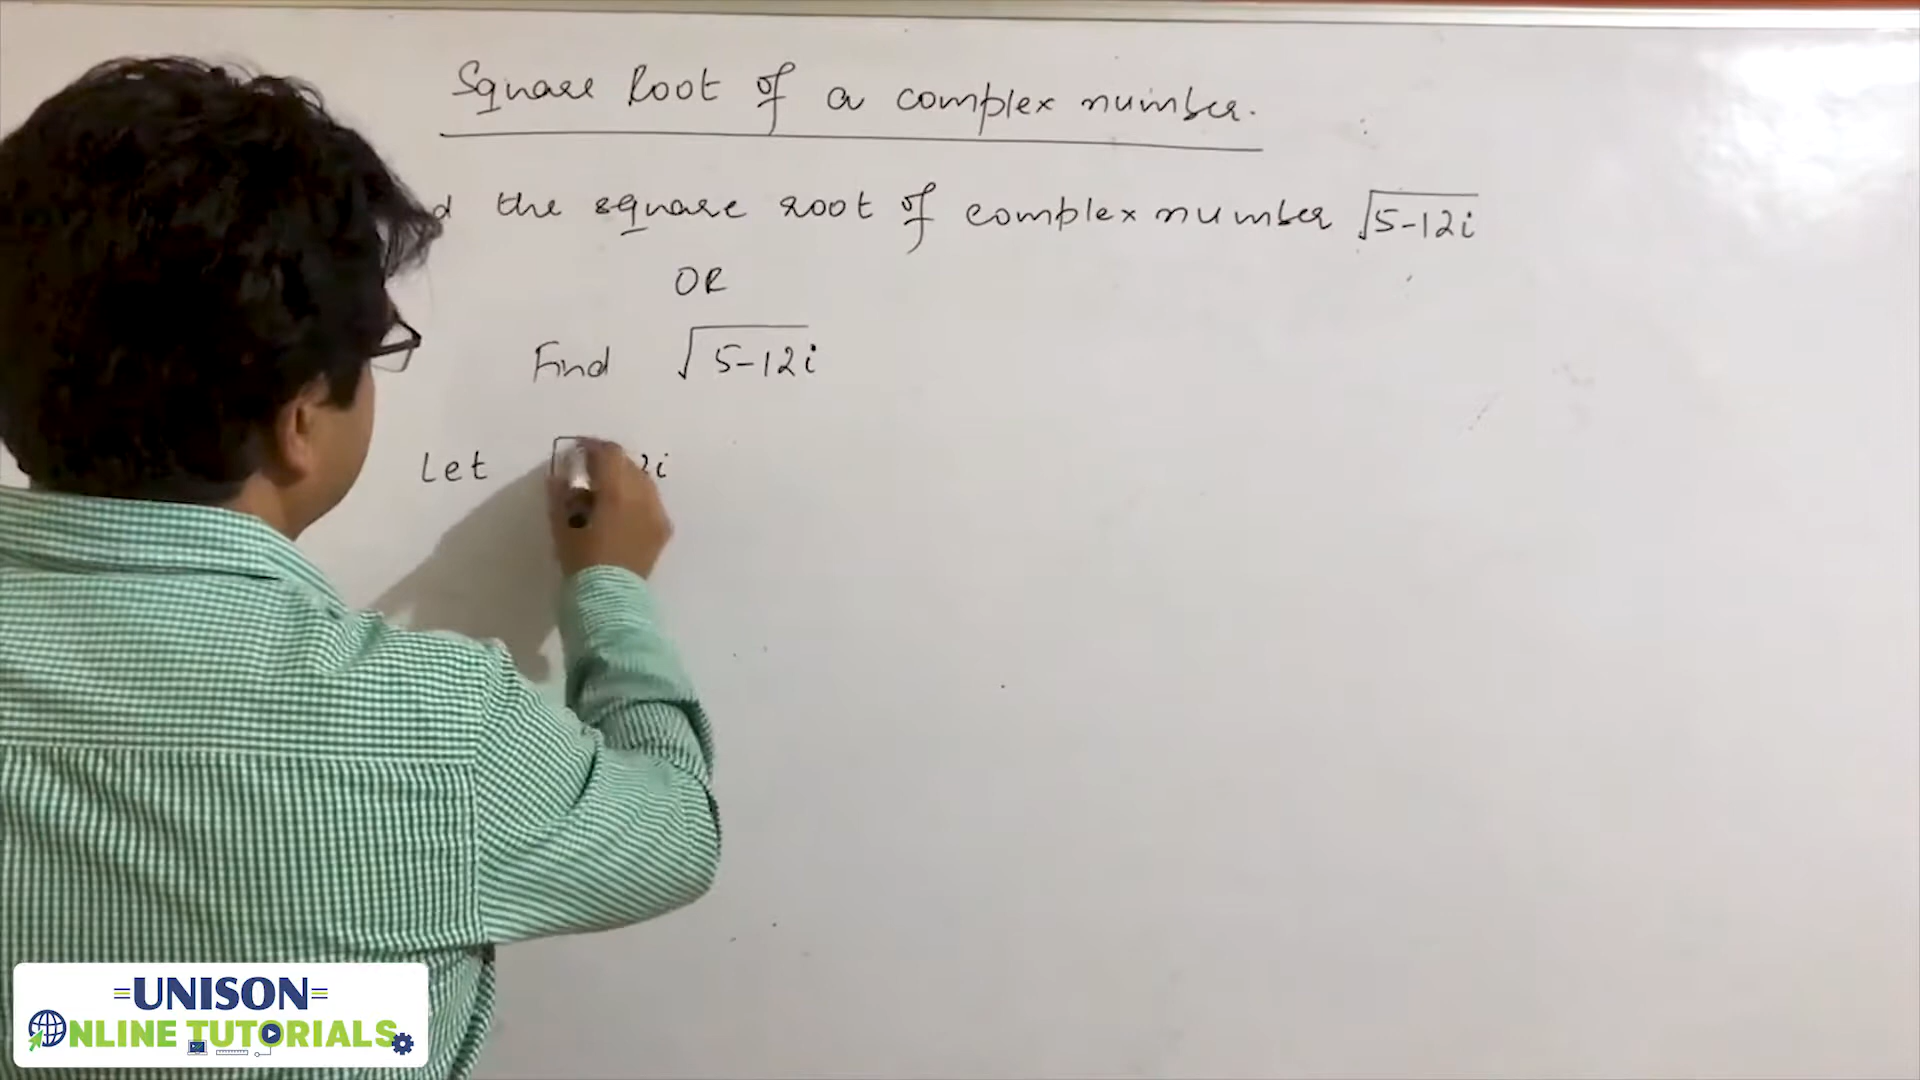 Square Root of a complex number.
the square root of complex number √5-12i
OR
Find √5-12i
Let 2i
UNISON
ONLINE TUTORIALS